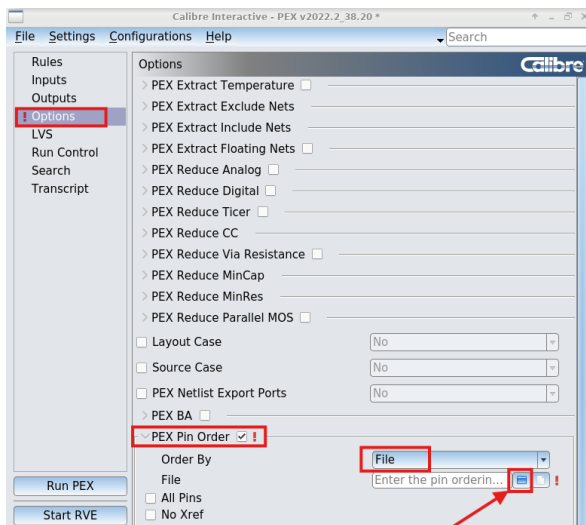 Calibre Interactive - PEX v2022.2_38.20 *
File Settings Configurations Help
Search
Rules
Inputs
Outputs
! Options
LVS
Run Control
Search
Transcript
Run PEX
Start RVE
Options
Calibre
PEX Extract Temperature
PEX Extract Exclude Nets
PEX Extract Include Nets
PEX Extract Floating Nets
PEX Reduce Analog
PEX Reduce Digital
PEX Reduce Ticer
PEX Reduce CC
PEX Reduce Via Resistance
PEX Reduce MinCap
PEX Reduce MinRes
PEX Reduce Parallel MOS
Layout Case No
Source Case No
PEX Netlist Export Ports No
PEX BA
PEX Pin Order !
Order By File
File Enter the pin orderin... !
All Pins
No Xref